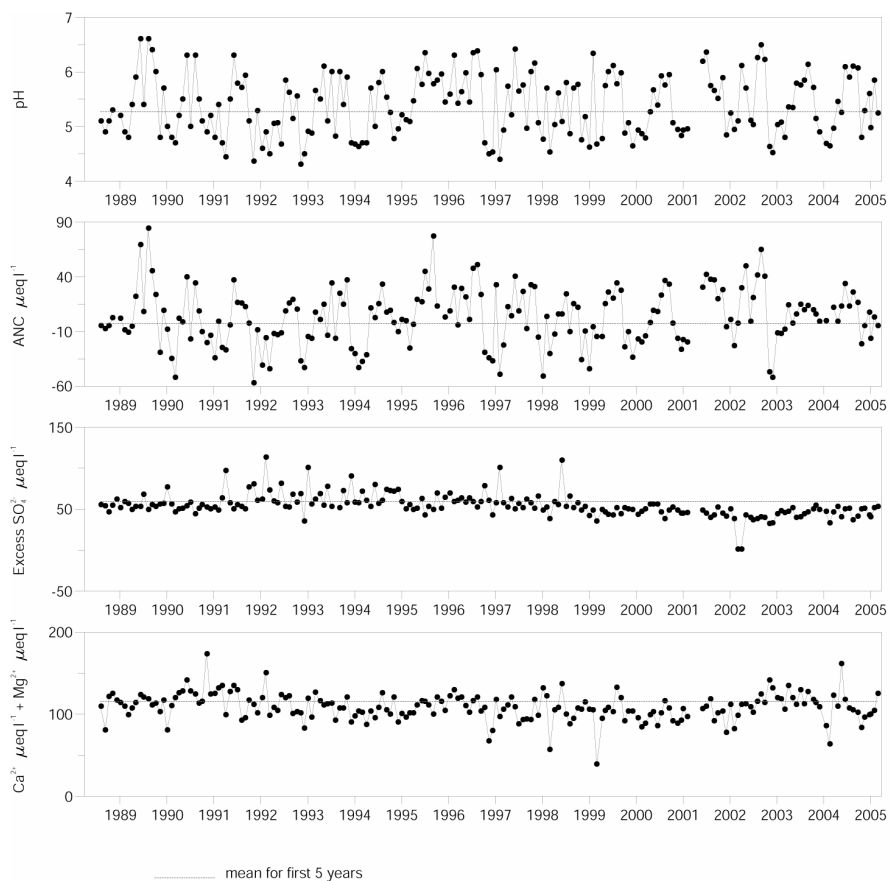 7
6
5
4
pH
1989 1990 1991 1992 1993 1994 1995 1996 1997 1998 1999 2000 2001 2002 2003 2004 2005
90
40
-10
-60
ANC µeq l⁻¹
1989 1990 1991 1992 1993 1994 1995 1996 1997 1998 1999 2000 2001 2002 2003 2004 2005
150
50
-50
Excess SO₄²⁻ µeq l⁻¹
1989 1990 1991 1992 1993 1994 1995 1996 1997 1998 1999 2000 2001 2002 2003 2004 2005
200
100
0
Ca²⁺ µeq l⁻¹ + Mg²⁺ µeq l⁻¹
1989 1990 1991 1992 1993 1994 1995 1996 1997 1998 1999 2000 2001 2002 2003 2004 2005
mean for first 5 years